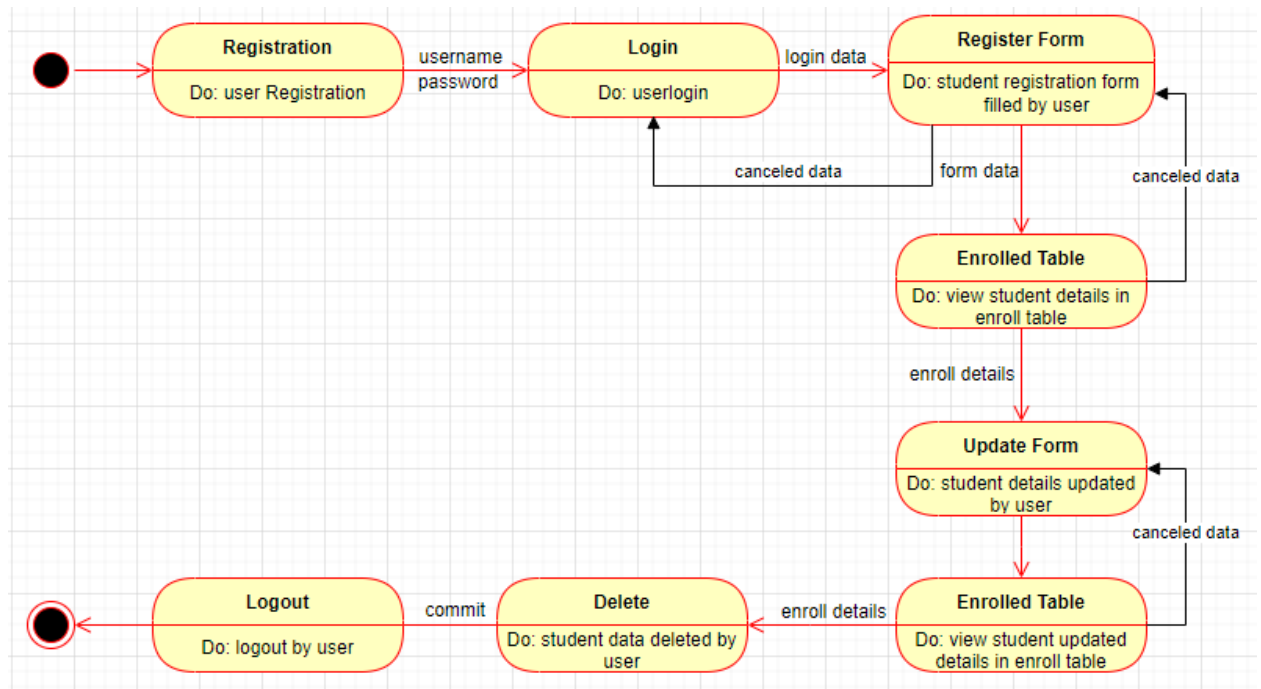 Registration
Do: user Registration
username
password
Login
Do: userlogin
login data
Register Form
Do: student registration form
filled by user
canceled data
form data
canceled data
Enrolled Table
Do: view student details in
enroll table
enroll details
Update Form
Do: student details updated
by user
canceled data
Enrolled Table
Do: view student updated
details in enroll table
enroll details
Delete
Do: student data deleted by
user
commit
Logout
Do: logout by user